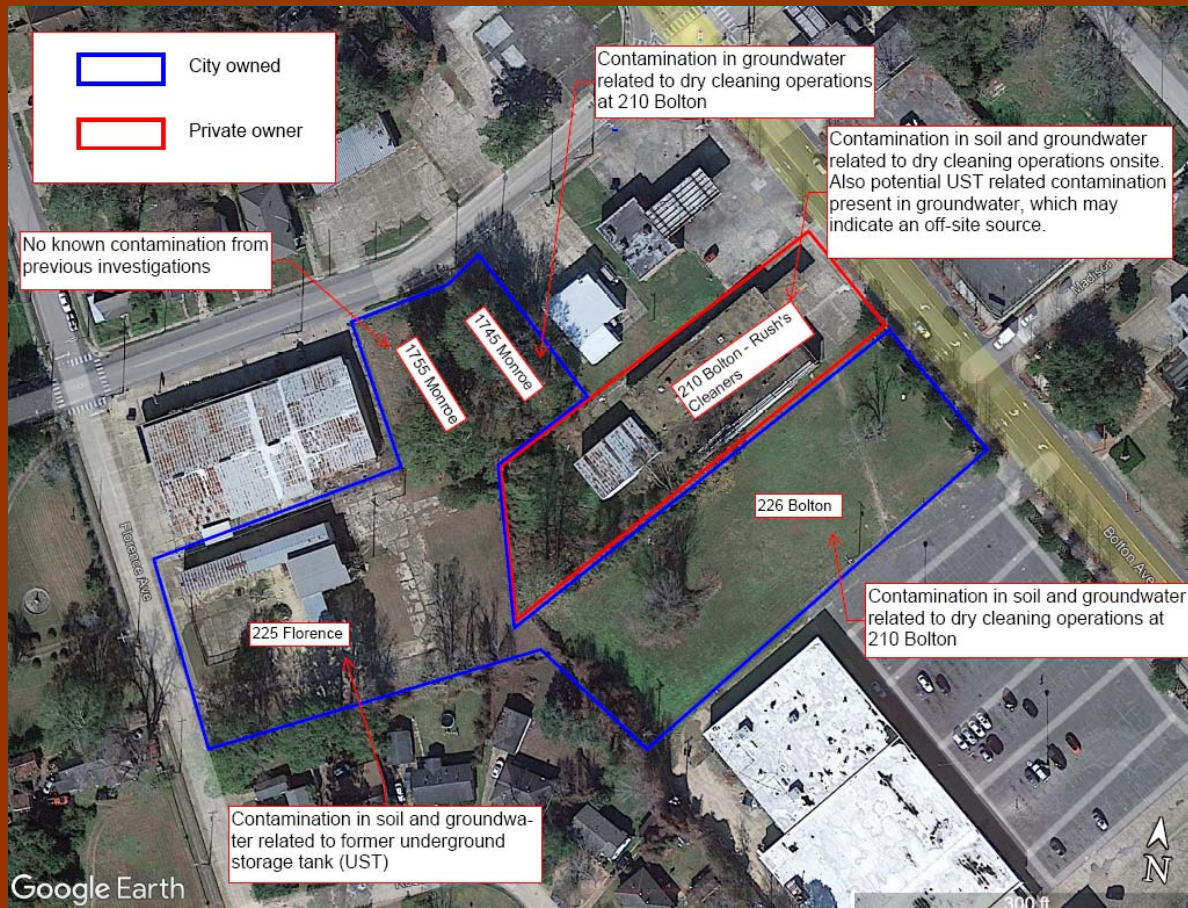 City owned
Private owner
Contamination in groundwater
related to dry cleaning operations
at 210 Bolton
Contamination in soil and groundwater
related to dry cleaning operations onsite.
Also potential UST related contamination
present in groundwater, which may
indicate an off-site source.
No known contamination from
previous investigations
1755 Monroe
1745 Monroe
210 Bolton - Rush's
Cleaners
226 Bolton
Florence Ave
Bolton Ave
225 Florence
Contamination in soil and groundwater
related to dry cleaning operations at
210 Bolton
Contamination in soil and groundwa-
ter related to former underground
storage tank (UST)
Google Earth
N
300 ft